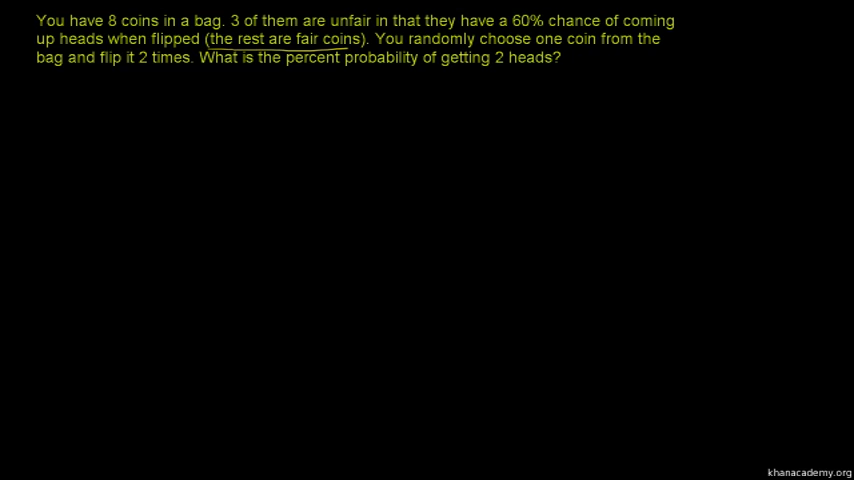 You have 8 coins in a bag. 3 of them are unfair in that they have a 60% chance of coming
up heads when flipped (the rest are fair coins). You randomly choose one coin from the
bag and flip it 2 times. What is the percent probability of getting 2 heads?
khanacademy.org